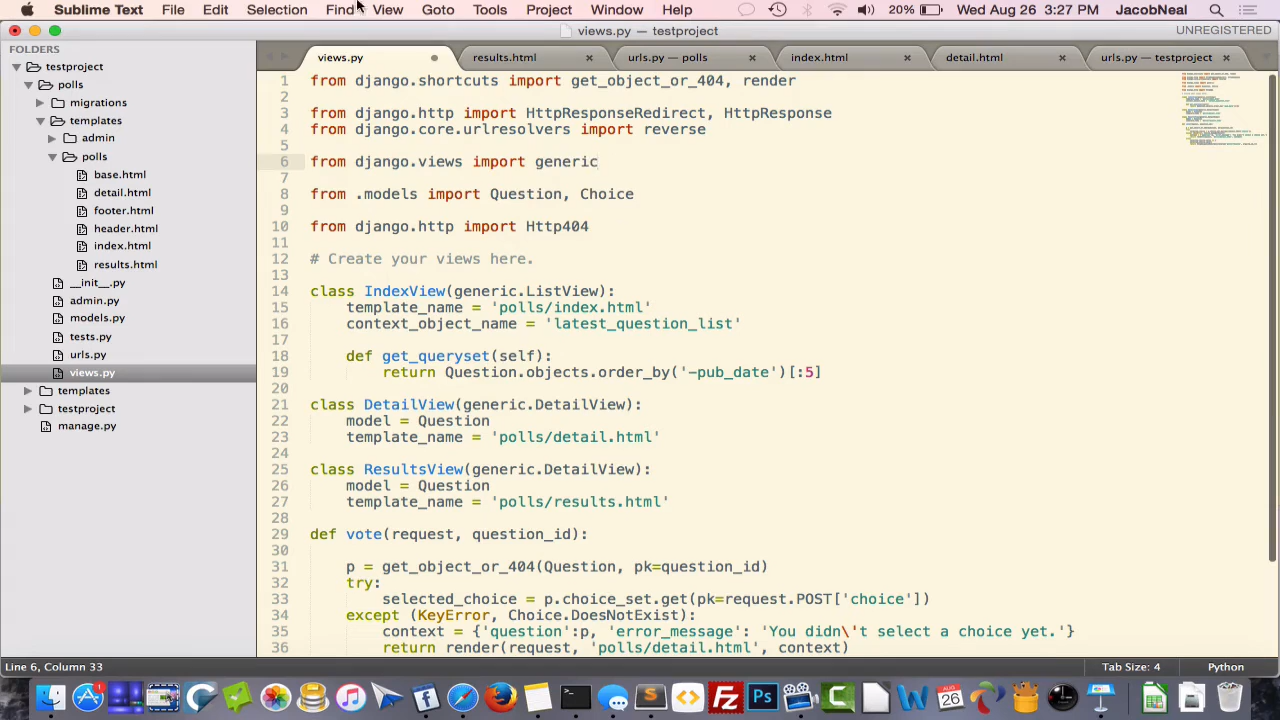 Sublime Text File Edit Selection Find View Goto Tools Project Window Help 20% Wed Aug 26 3:27 PM JacobNeal
views.py — testproject UNREGISTERED
FOLDERS
testproject
polls
migrations
templates
admin
polls
base.html
detail.html
footer.html
header.html
index.html
results.html
__init__.py
admin.py
models.py
tests.py
urls.py
views.py
templates
testproject
manage.py
views.py results.html urls.py — polls index.html detail.html urls.py — testproject
1 from django.shortcuts import get_object_or_404, render
2
3 from django.http import HttpResponseRedirect, HttpResponse
4 from django.core.urlresolvers import reverse
5
6 from django.views import generic
7
8 from .models import Question, Choice
9
10 from django.http import Http404
11
12 # Create your views here.
13
14 class IndexView(generic.ListView):
15 template_name = 'polls/index.html'
16 context_object_name = 'latest_question_list'
17
18 def get_queryset(self):
19 return Question.objects.order_by('-pub_date')[:5]
20
21 class DetailView(generic.DetailView):
22 model = Question
23 template_name = 'polls/detail.html'
24
25 class ResultsView(generic.DetailView):
26 model = Question
27 template_name = 'polls/results.html'
28
29 def vote(request, question_id):
30
31 p = get_object_or_404(Question, pk=question_id)
32 try:
33 selected_choice = p.choice_set.get(pk=request.POST['choice'])
34 except (KeyError, Choice.DoesNotExist):
35 context = {'question':p, 'error_message': 'You didn\'t select a choice yet.'}
36 return render(request, 'polls/detail.html', context)
Line 6, Column 33 Tab Size: 4 Python